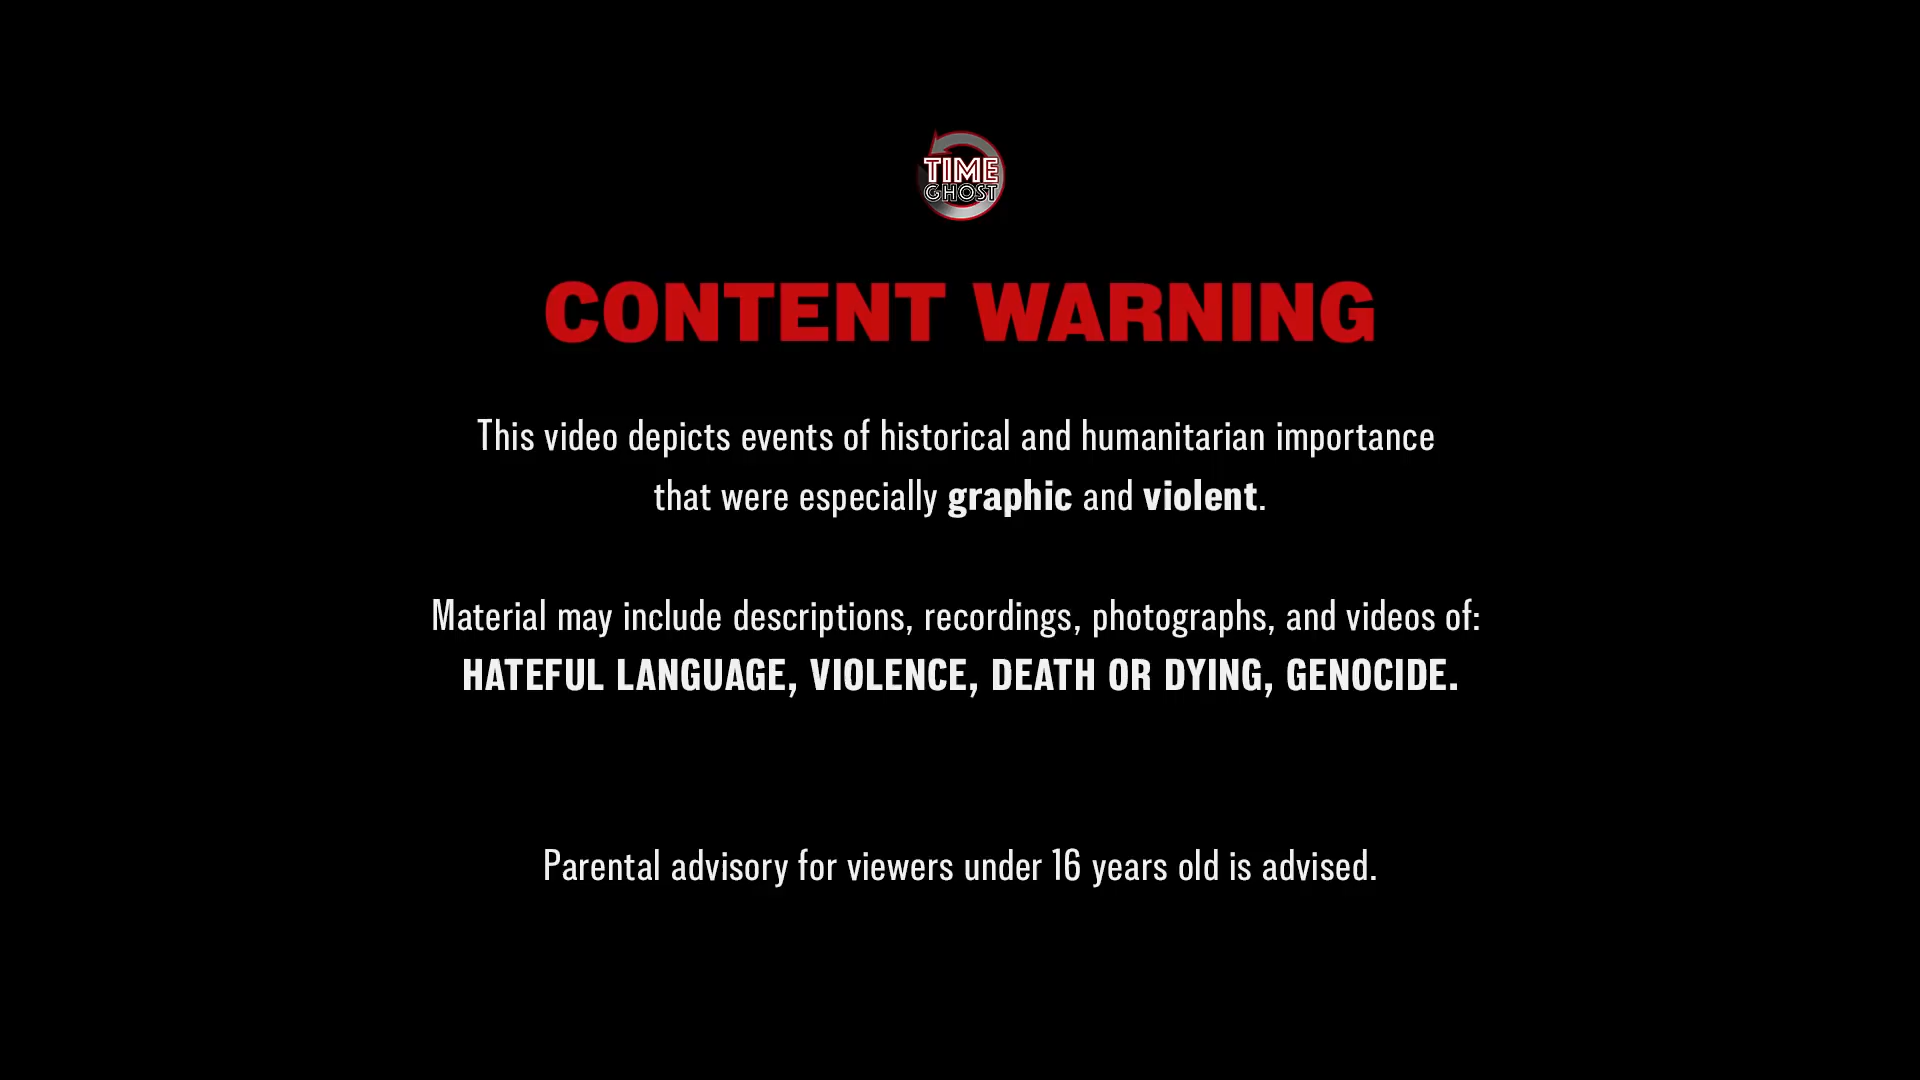 TIME
GHOST
CONTENT WARNING
This video depicts events of historical and humanitarian importance
that were especially graphic and violent.
Material may include descriptions, recordings, photographs, and videos of:
HATEFUL LANGUAGE, VIOLENCE, DEATH OR DYING, GENOCIDE.
Parental advisory for viewers under 16 years old is advised.